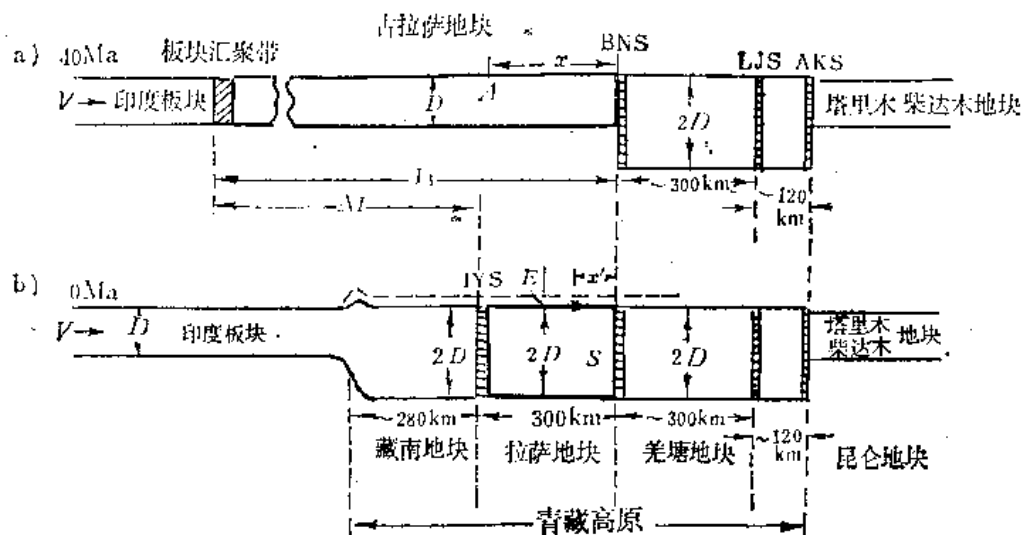 古拉萨地块
a) 40Ma 板块汇聚带 x BNS LJS AKS
V 印度板块 D A 2D 塔里木 柴达木地块
~300km
~120 km
b) 0Ma E x'
V D 印度板块 2D 2D S 2D 塔里木 柴达木 地块
~280km 300km ~300km ~120 km
藏南地块 拉萨地块 羌塘地块 昆仑地块
青藏高原